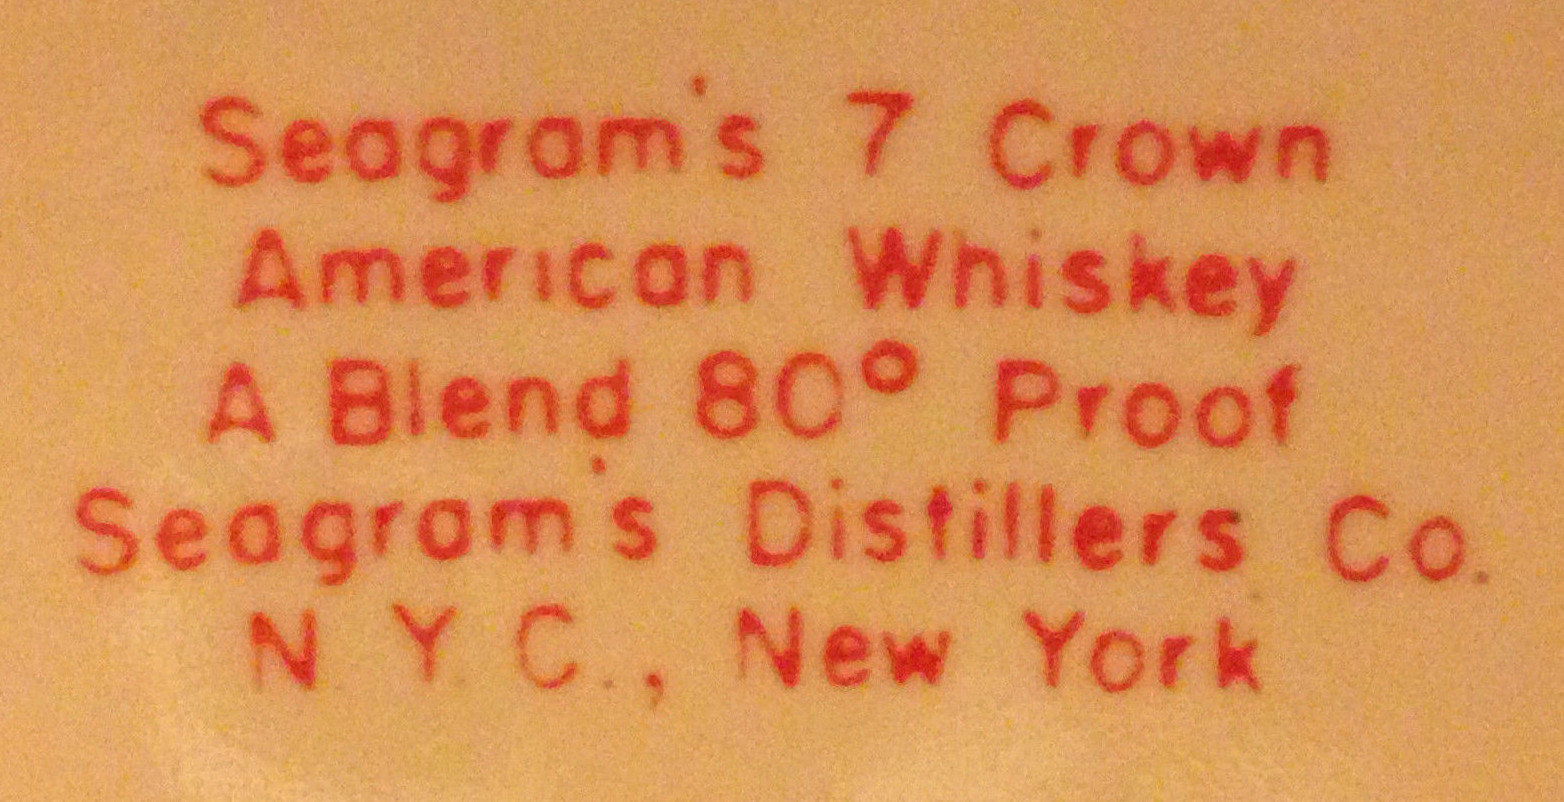 Seagram's 7 Crown
American Whiskey
A Blend 80° Proof
Seagram's Distillers Co.
N.Y.C., New York